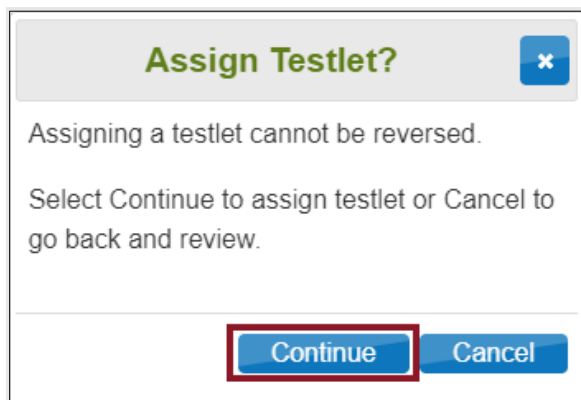 Assign Testlet?
Assigning a testlet cannot be reversed.
Select Continue to assign testlet or Cancel to
go back and review.
Continue Cancel